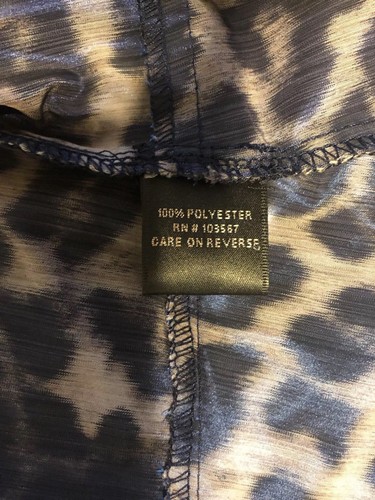 100% POLYESTER
RN # 103567
CARE ON REVERSE